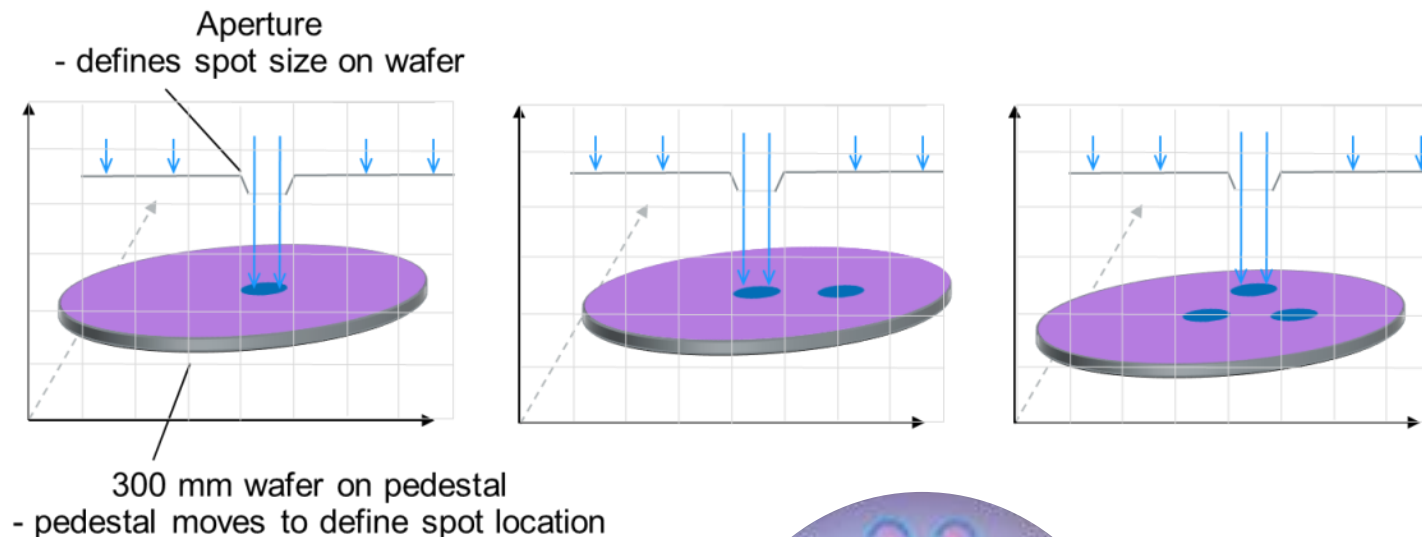 Aperture
- defines spot size on wafer
300 mm wafer on pedestal
- pedestal moves to define spot location